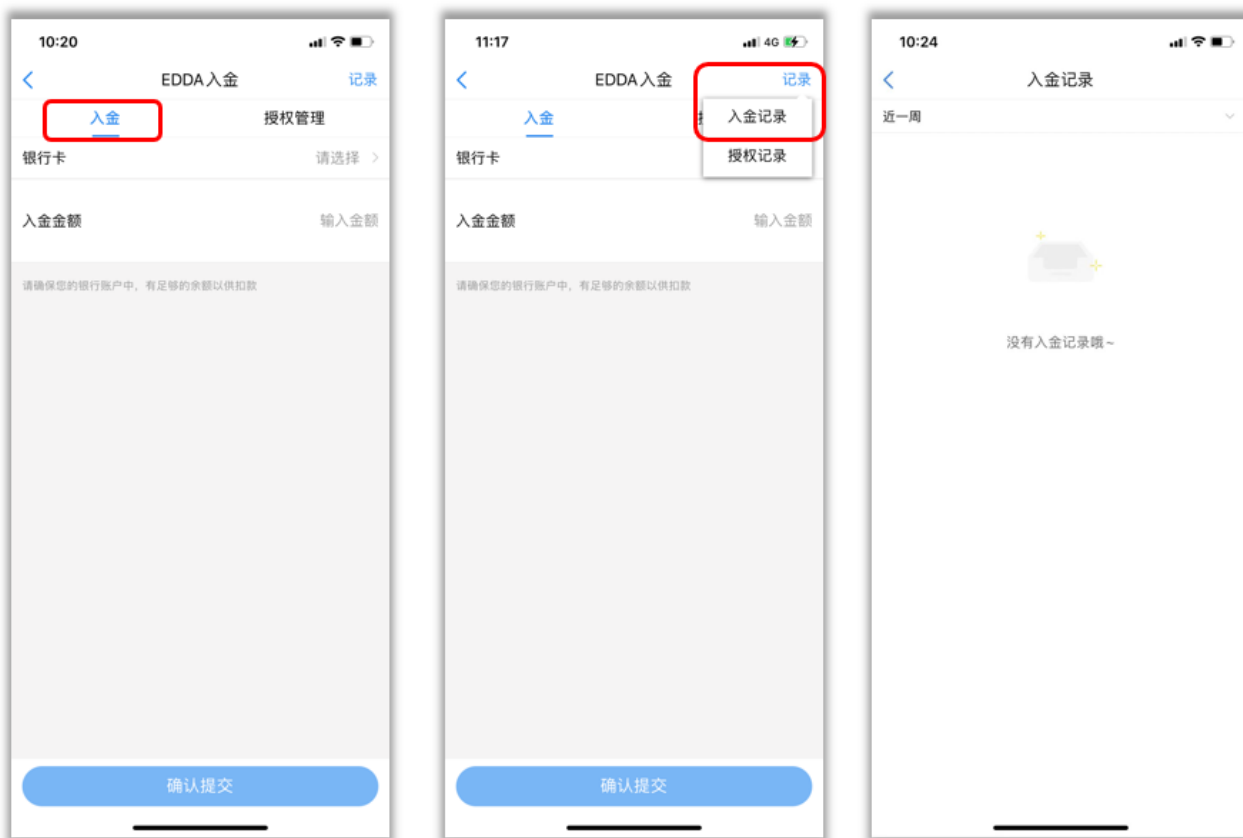 10:20
EDDA入金
记录
入金
授权管理
银行卡
请选择
入金金额
输入金额
请确保您的银行账户中，有足够的余额以供扣款
确认提交
11:17
4G
EDDA入金
记录
入金
入金记录
银行卡
授权记录
入金金额
输入金额
请确保您的银行账户中，有足够的余额以供扣款
确认提交
10:24
入金记录
近一周
没有入金记录哦~